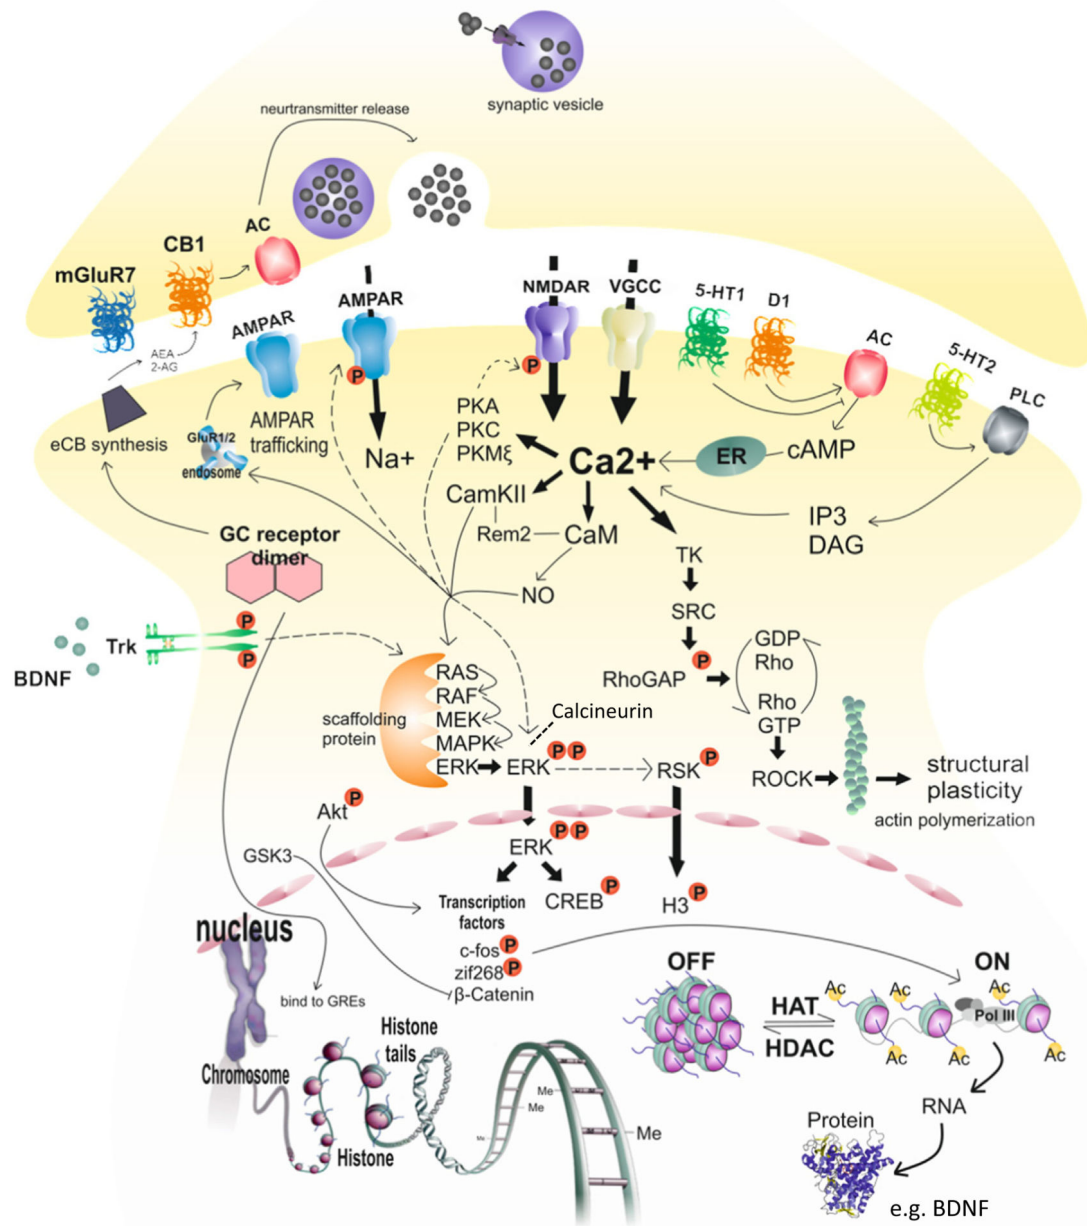 synaptic vesicle
neurtransmitter release
AC
CB1
mGluR7
AMPAR
AMPAR
NMDAR
VGCC
5-HT1
D1
AC
5-HT2
PLC
AEA
2-AG
P
P
eCB synthesis
GluR1/2
endosome
AMPAR
trafficking
Na+
PKA
PKC
PKMξ
Ca2+
ER
cAMP
CamKII
Rem2
CaM
IP3
DAG
GC receptor
dimer
NO
TK
SRC
BDNF
Trk
P
P
RhoGAP
P
GDP
Rho
Rho
GTP
scaffolding
protein
RAS
RAF
MEK
MAPK
ERK
ERK
P P
Calcineurin
RSK
P
ROCK
structural
plasticity
actin polymerization
Akt
P
GSK3
ERK
P P
Transcription
factors
CREB
P
H3
P
c-fos
P
zif268
P
β-Catenin
nucleus
bind to GREs
OFF
ON
HAT
HDAC
Ac
Ac
Ac
Pol III
Ac
Ac
Ac
Chromosome
Histone
tails
Histone
Me
Me
Me
Me
RNA
Protein
e.g. BDNF